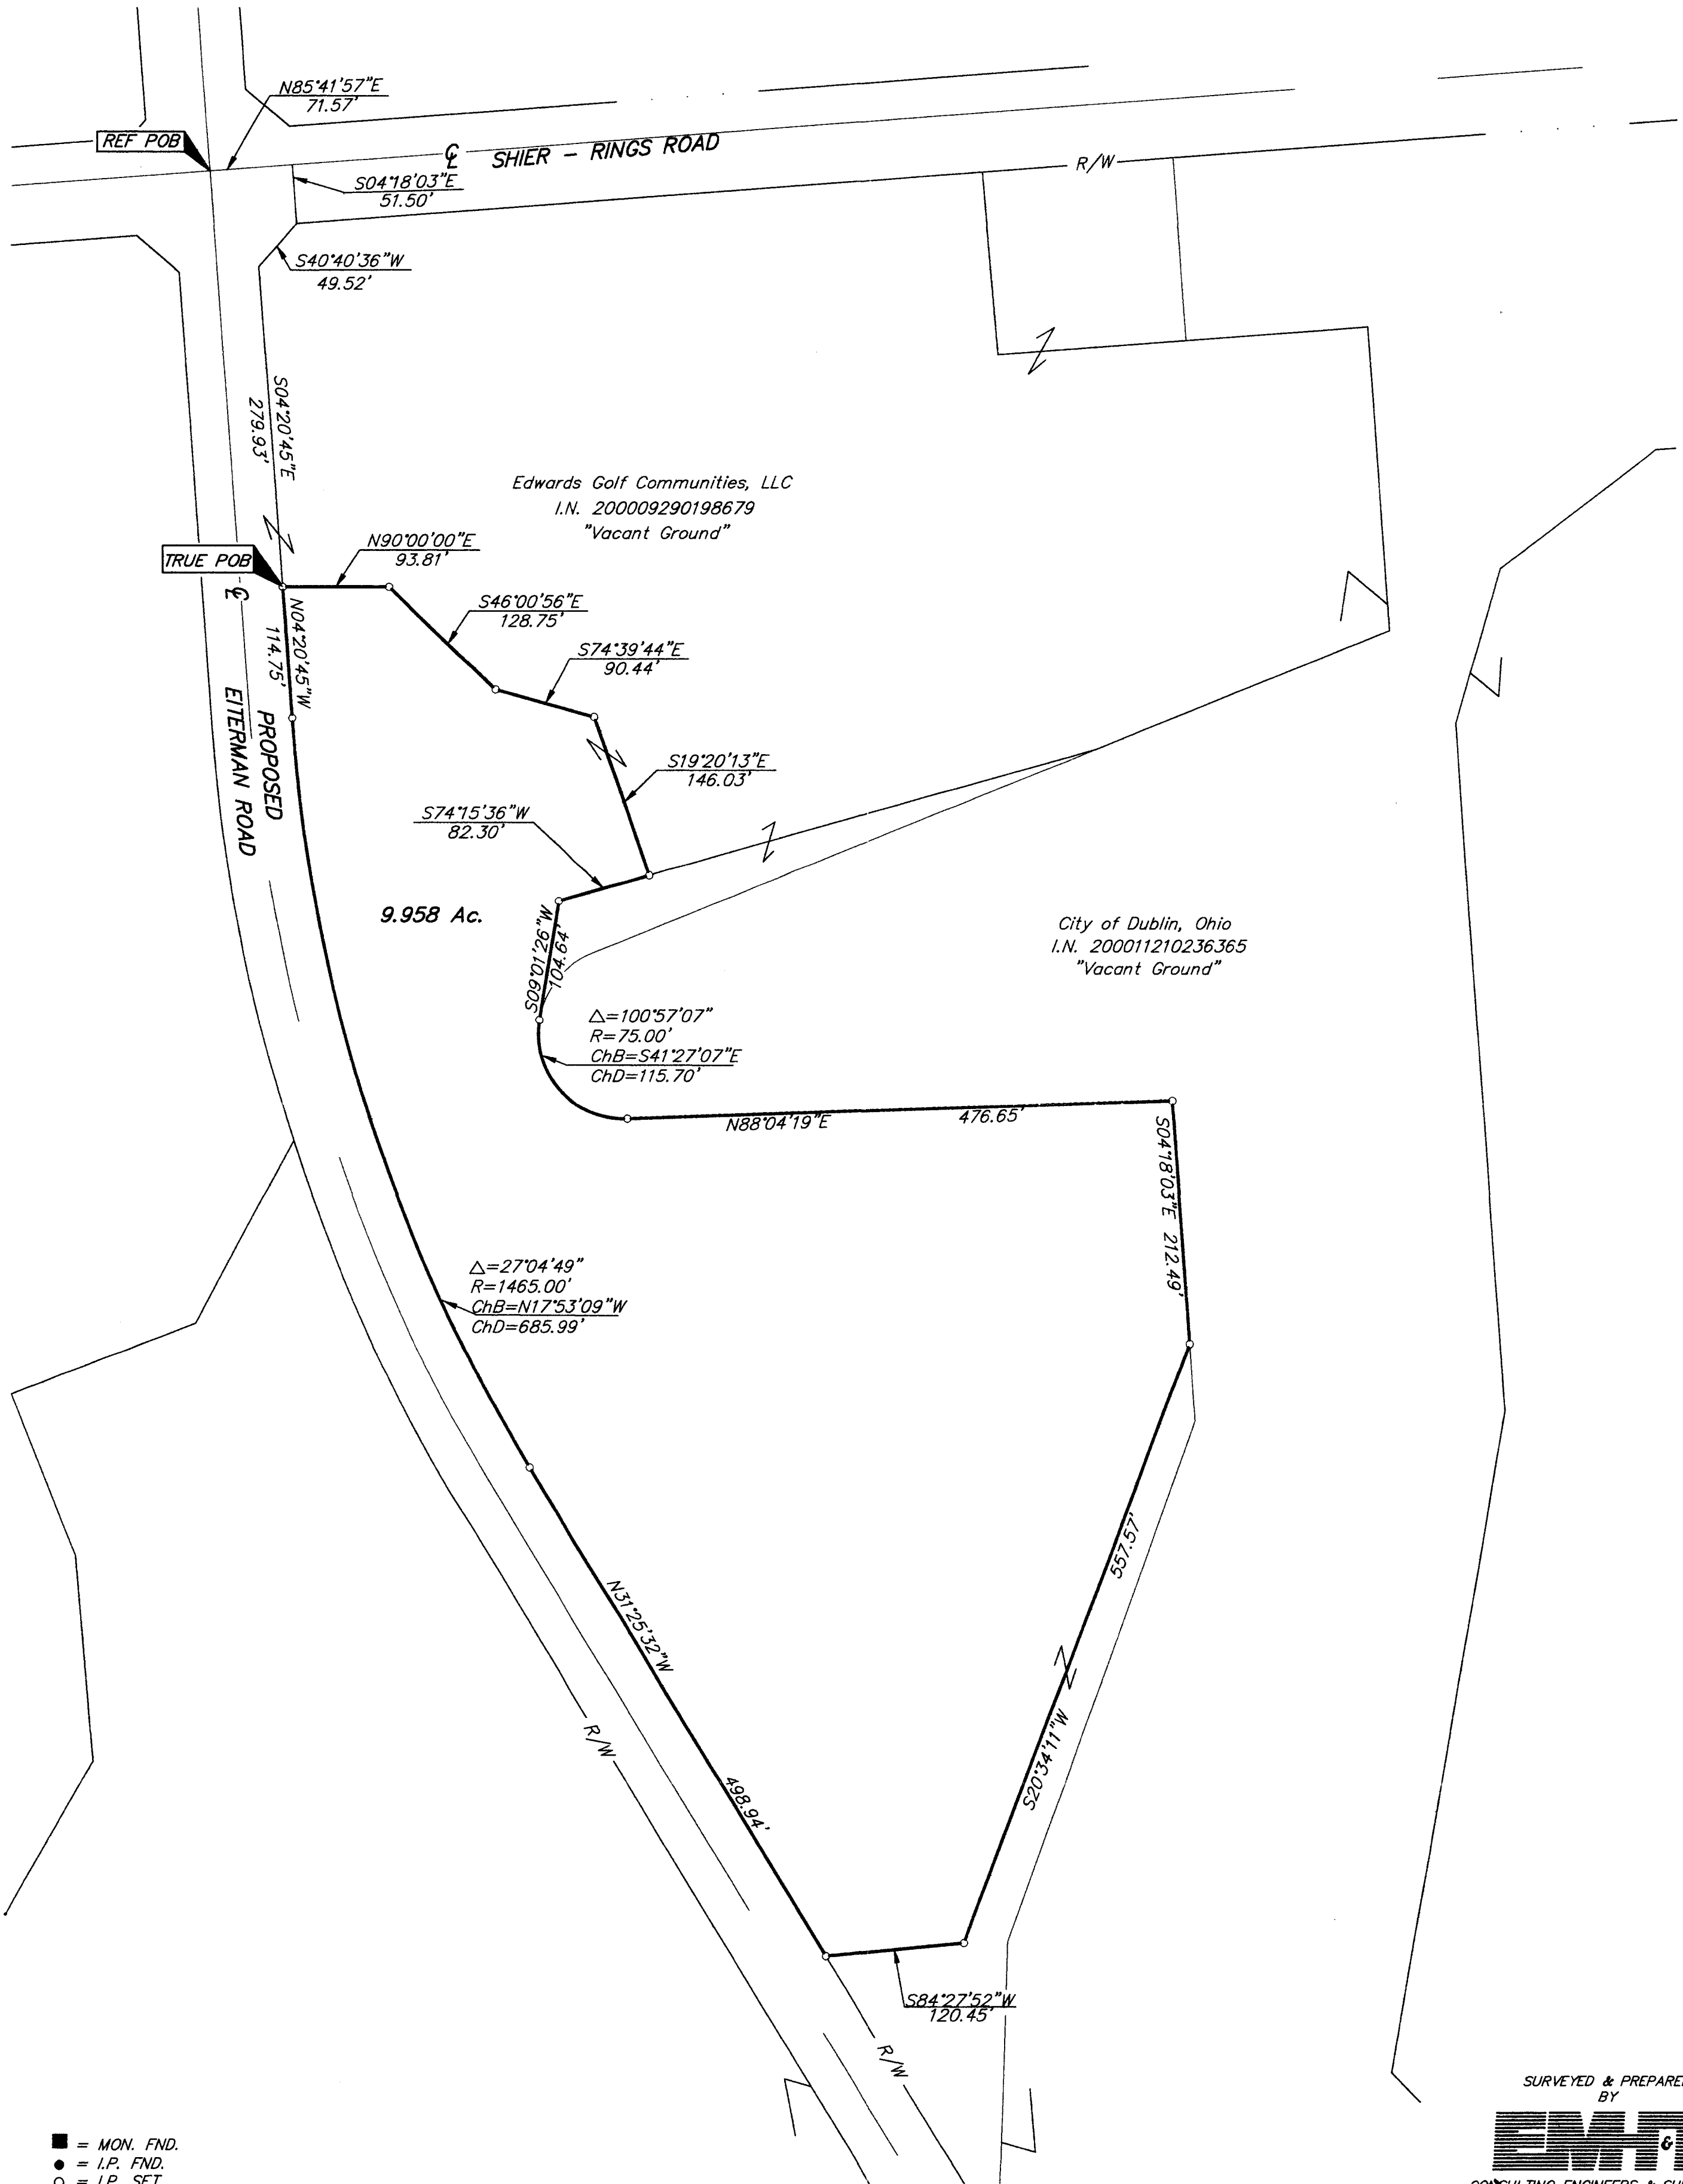 N85°41'57"E
71.57'
REF POB
℄ SHIER - RINGS ROAD
R/W
S04°18'03"E
51.50'
S40°40'36"W
49.52'
S04°20'45"E
279.93'
Edwards Golf Communities, LLC
I.N. 200009290198679
"Vacant Ground"
N90°00'00"E
93.81'
TRUE POB
℄
S46°00'56"E
128.75'
N04°20'45"W
114.75'
S74°39'44"E
90.44'
PROPOSED
EITERMAN ROAD
S19°20'13"E
146.03'
S74°15'36"W
82.30'
9.958 Ac.
S09°01'26"W
104.64'
City of Dublin, Ohio
I.N. 200011210236365
"Vacant Ground"
△=100°57'07"
R=75.00'
ChB=S41°27'07"E
ChD=115.70'
N88°04'19"E 476.65'
S04°18'03"E 212.49'
△=27°04'49"
R=1465.00'
ChB=N17°53'09"W
ChD=685.99'
557.57'
N31°25'32"W
S20°34'11"W
R/W
498.94'
S84°27'52"W
120.45'
R/W
SURVEYED & PREPARE
BY
EMH&T
■ = MON. FND.
● = I.P. FND.
○ = I.P. SET
CONSULTING ENGINEERS &